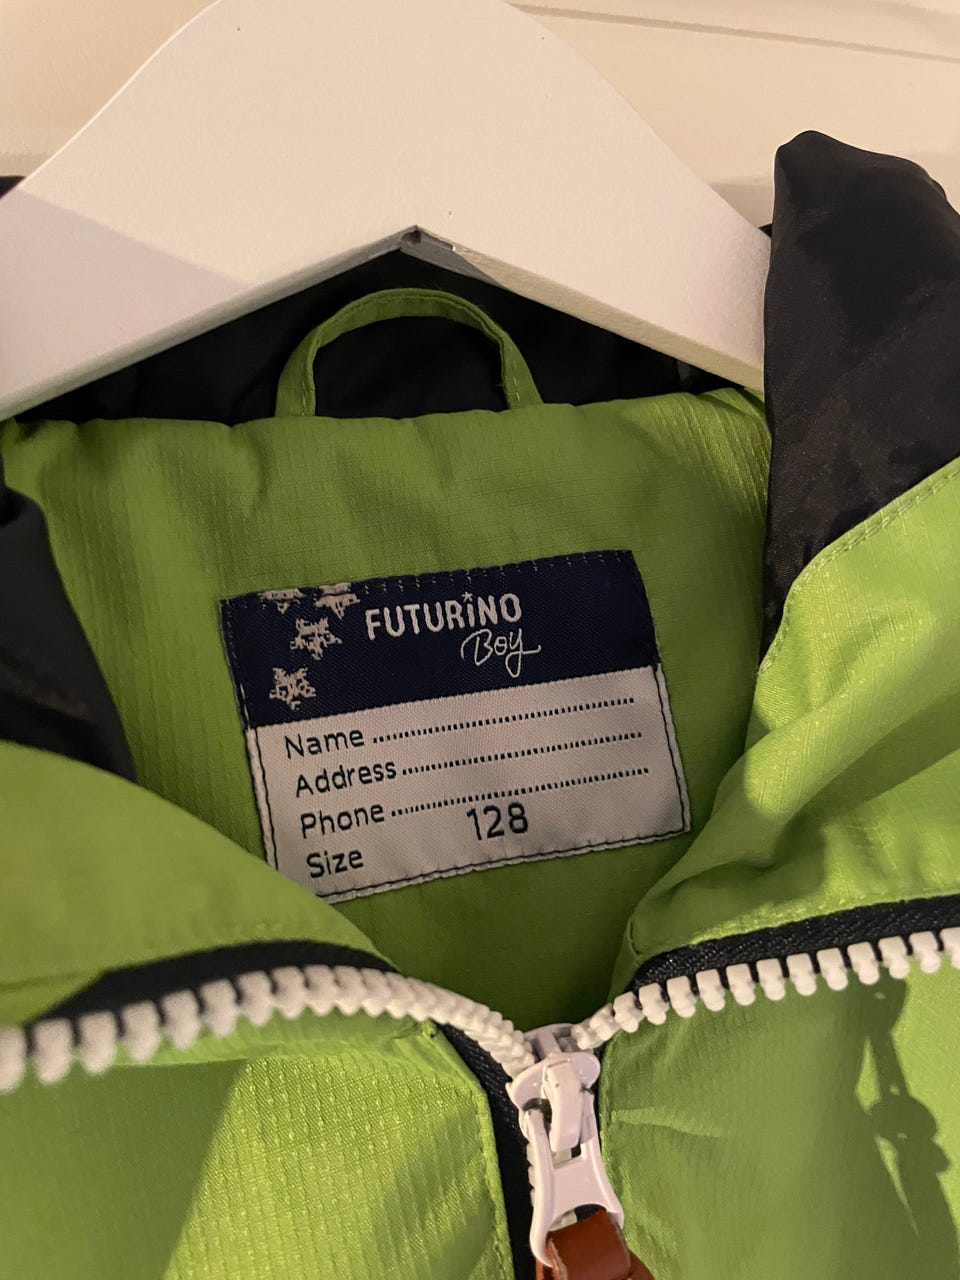 FUTURiNO
Boy
Name ........................................
Address ....................................
Phone ......................................
Size 128